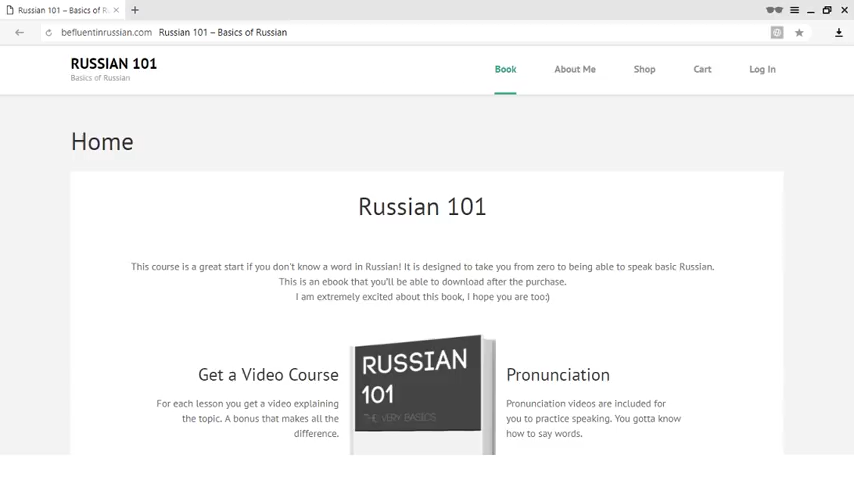 Russian 101 – Basics of R
befluentinrussian.com Russian 101 – Basics of Russian
RUSSIAN 101
Basics of Russian
Book
About Me
Shop
Cart
Log In
Home
Russian 101
This course is a great start if you don't know a word in Russian! It is designed to take you from zero to being able to speak basic Russian.
This is an ebook that you'll be able to download after the purchase.
I am extremely excited about this book, I hope you are too:)
Get a Video Course
For each lesson you get a video explaining
the topic. A bonus that makes all the
difference.
RUSSIAN
101
THE VERY BASICS
Pronunciation
Pronunciation videos are included for
you to practice speaking. You gotta know
how to say words.